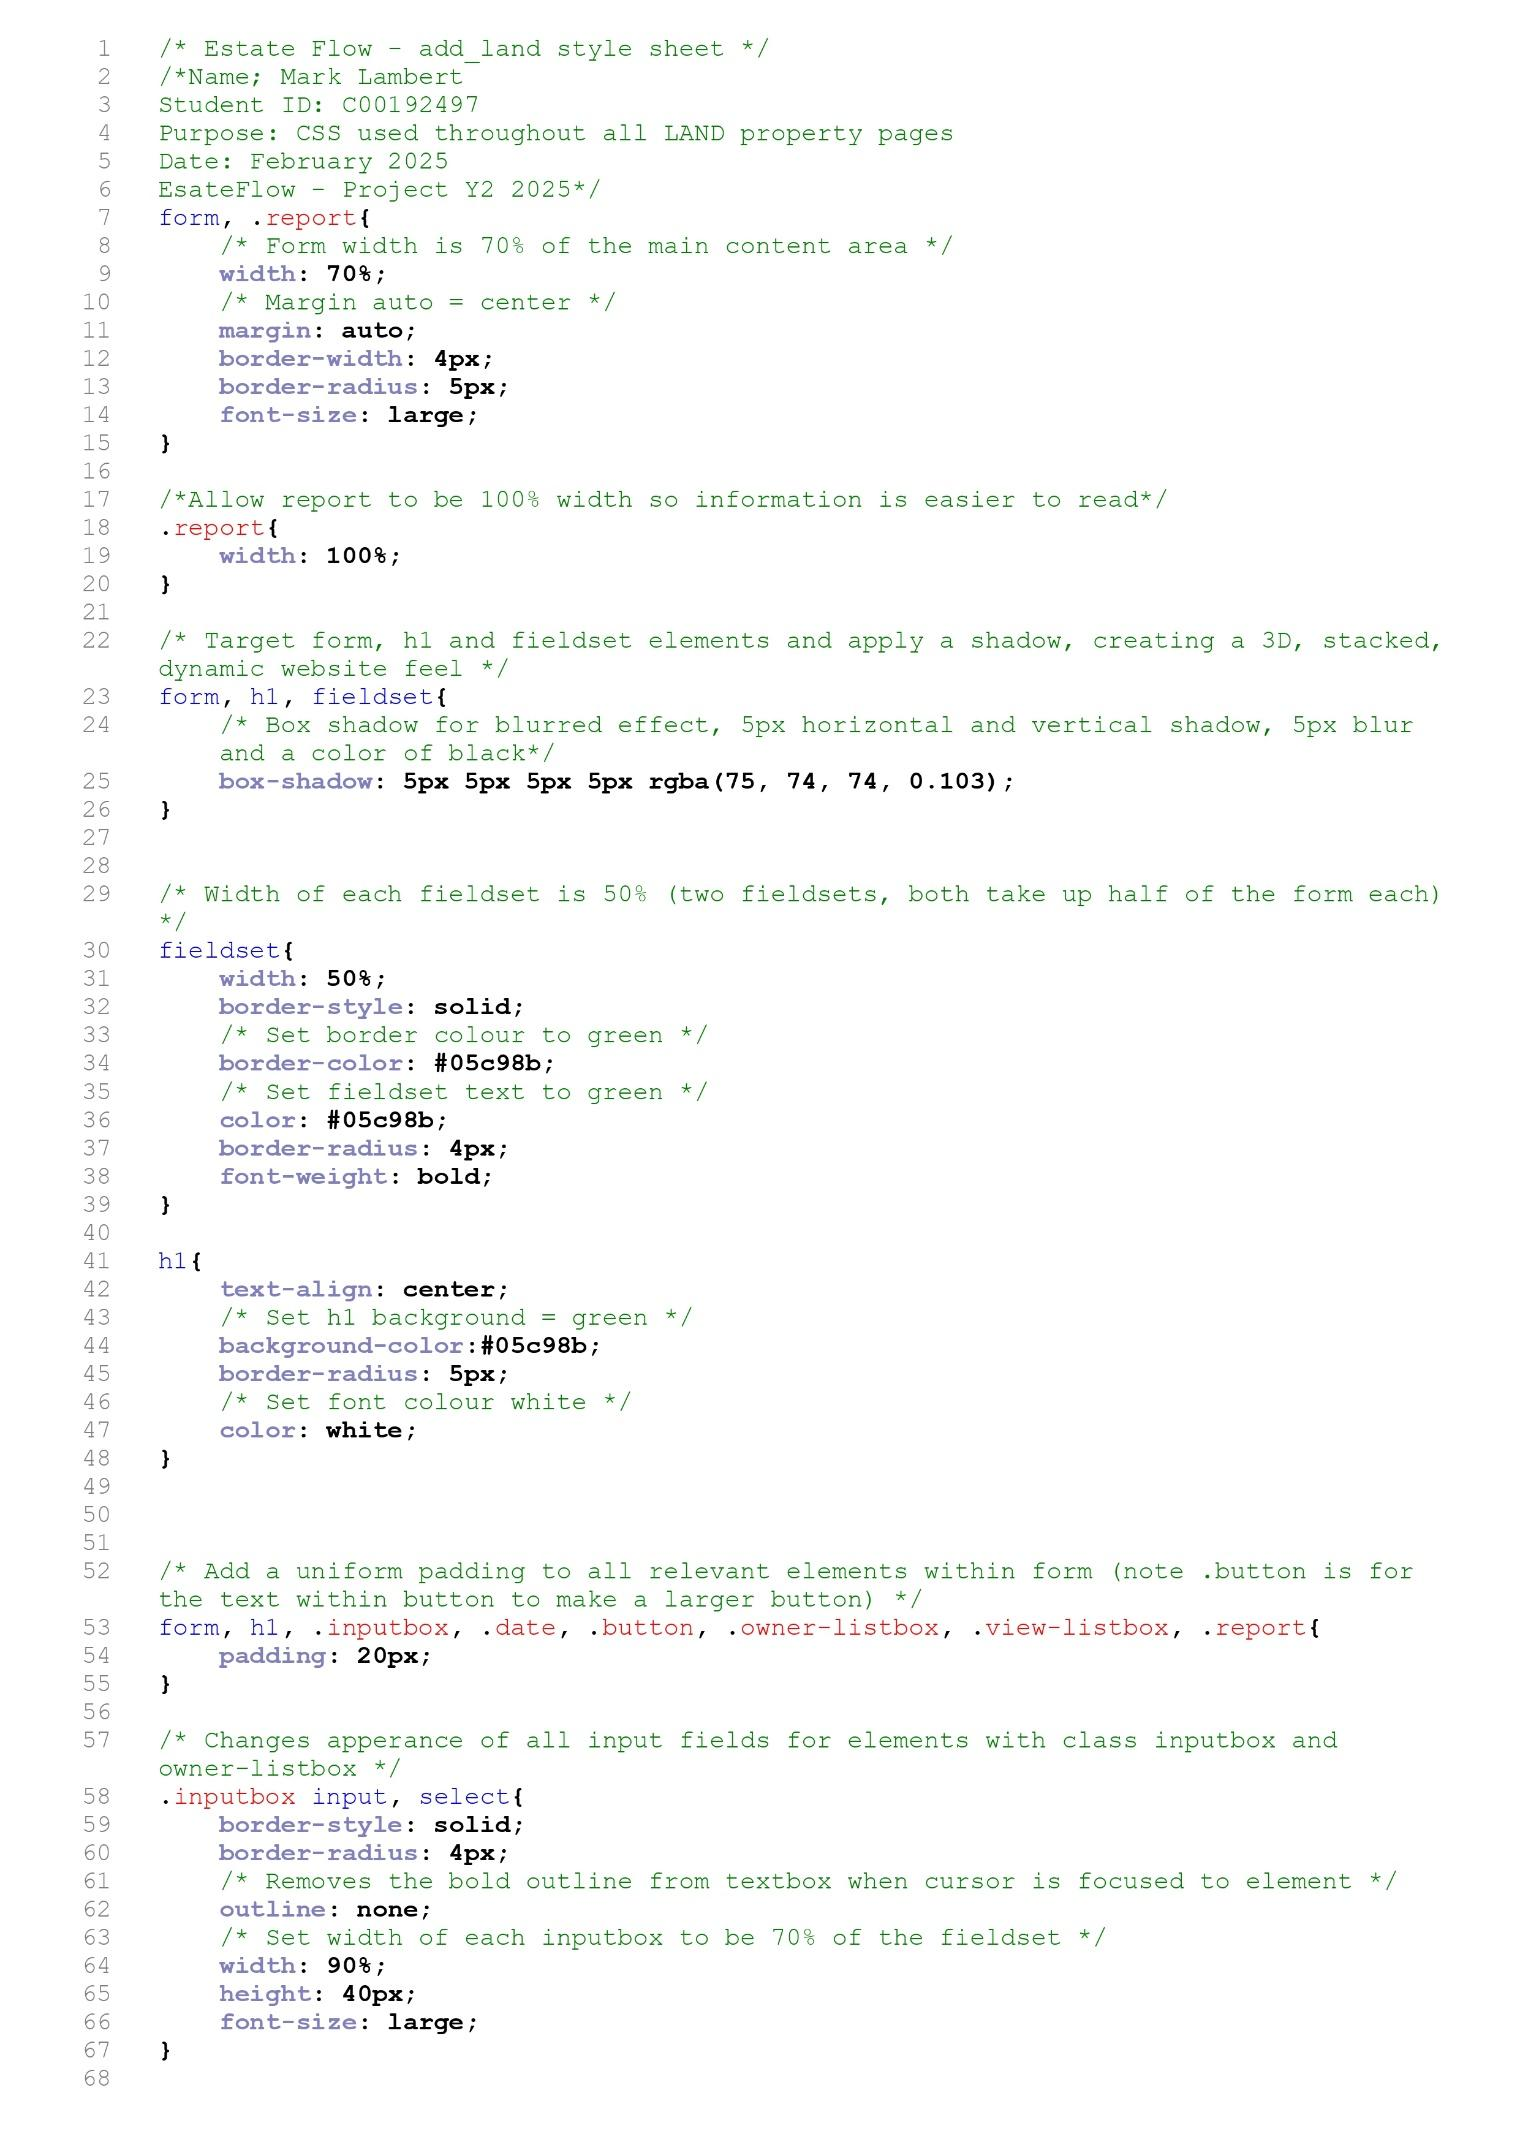 1 /* Estate Flow - add_land style sheet */
2 /*Name; Mark Lambert
3 Student ID: C00192497
4 Purpose: CSS used throughout all LAND property pages
5 Date: February 2025
6 EsateFlow - Project Y2 2025*/
7 form, .report{
8 /* Form width is 70% of the main content area */
9 width: 70%;
10 /* Margin auto = center */
11 margin: auto;
12 border-width: 4px;
13 border-radius: 5px;
14 font-size: large;
15 }
16
17 /*Allow report to be 100% width so information is easier to read*/
18 .report{
19 width: 100%;
20 }
21
22 /* Target form, h1 and fieldset elements and apply a shadow, creating a 3D, stacked,
dynamic website feel */
23 form, h1, fieldset{
24 /* Box shadow for blurred effect, 5px horizontal and vertical shadow, 5px blur
and a color of black*/
25 box-shadow: 5px 5px 5px 5px rgba(75, 74, 74, 0.103);
26 }
27
28
29 /* Width of each fieldset is 50% (two fieldsets, both take up half of the form each)
*/
30 fieldset{
31 width: 50%;
32 border-style: solid;
33 /* Set border colour to green */
34 border-color: #05c98b;
35 /* Set fieldset text to green */
36 color: #05c98b;
37 border-radius: 4px;
38 font-weight: bold;
39 }
40
41 h1{
42 text-align: center;
43 /* Set h1 background = green */
44 background-color:#05c98b;
45 border-radius: 5px;
46 /* Set font colour white */
47 color: white;
48 }
49
50
51
52 /* Add a uniform padding to all relevant elements within form (note .button is for
the text within button to make a larger button) */
53 form, h1, .inputbox, .date, .button, .owner-listbox, .view-listbox, .report{
54 padding: 20px;
55 }
56
57 /* Changes apperance of all input fields for elements with class inputbox and
owner-listbox */
58 .inputbox input, select{
59 border-style: solid;
60 border-radius: 4px;
61 /* Removes the bold outline from textbox when cursor is focused to element */
62 outline: none;
63 /* Set width of each inputbox to be 70% of the fieldset */
64 width: 90%;
65 height: 40px;
66 font-size: large;
67 }
68